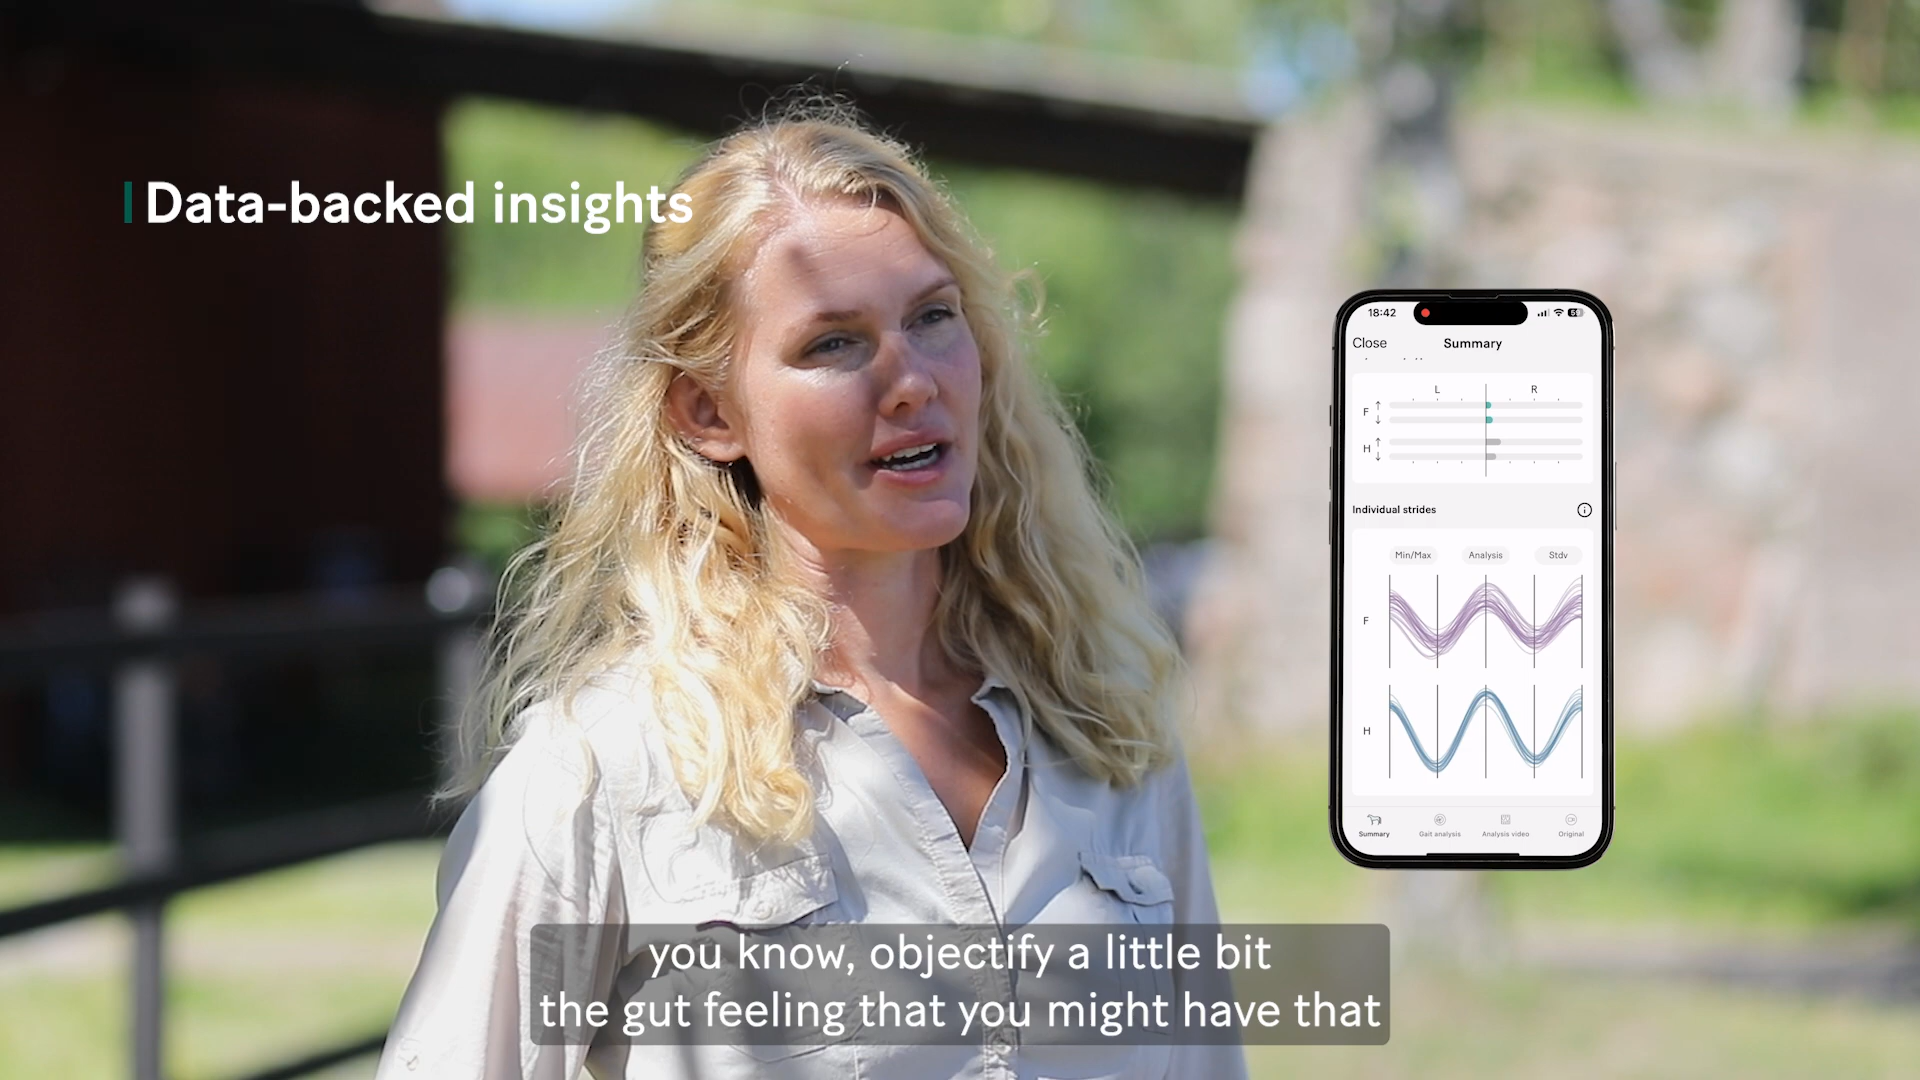 Data-backed insights
18:42
Close
Summary
L
R
F
H
Individual strides
Min/Max
Analysis
Stdv
F
H
Summary
Gait analysis
Analysis video
Original
you know, objectify a little bit
the gut feeling that you might have that